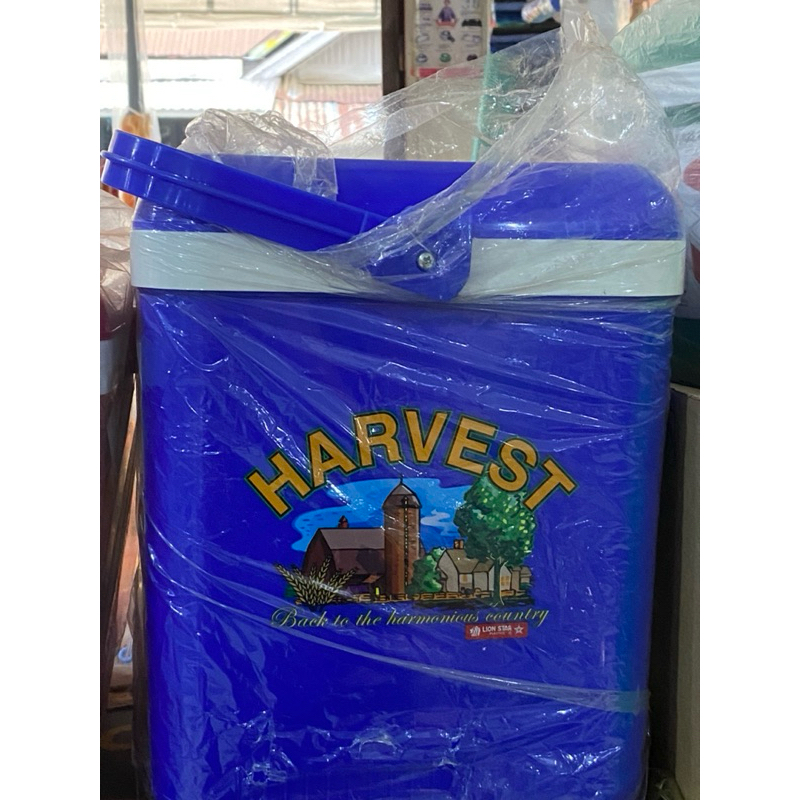 HARVEST
Back to the harmonious country
LION STAR